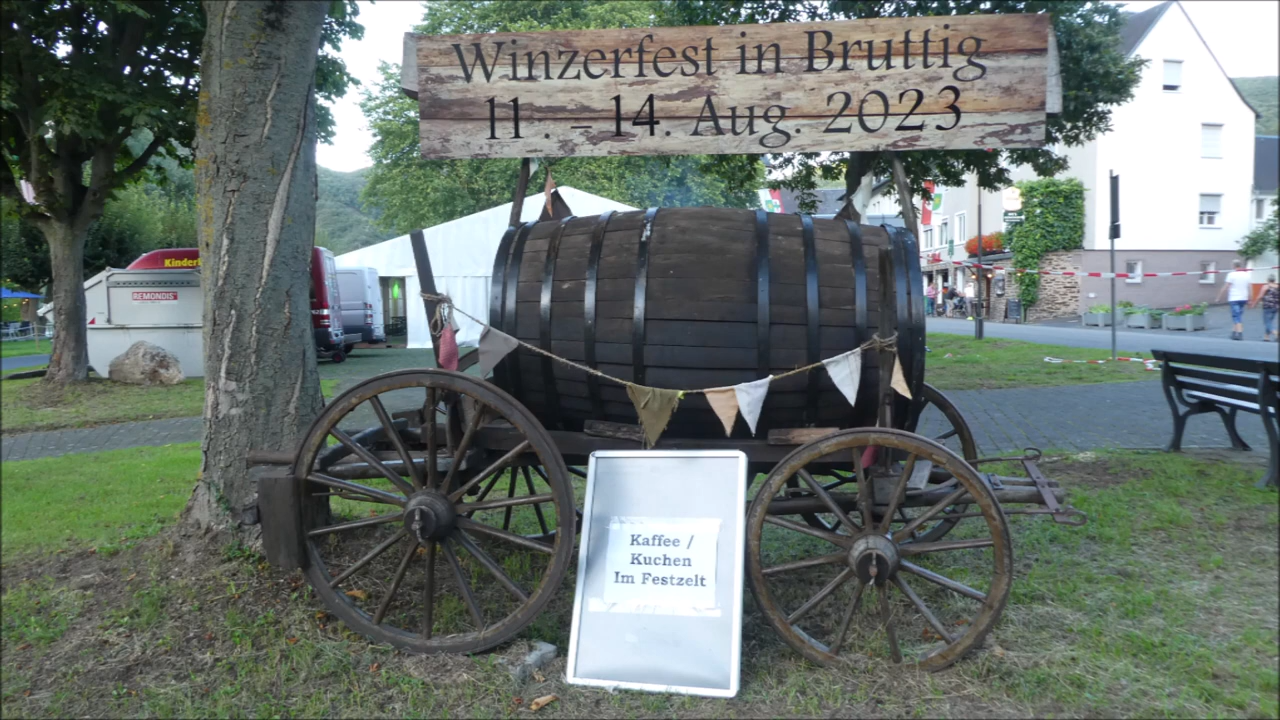 Winzerfest in Bruttig
11. - 14. Aug. 2023
Kinder
REMONDIS
Kaffee /
Kuchen
Im Festzelt